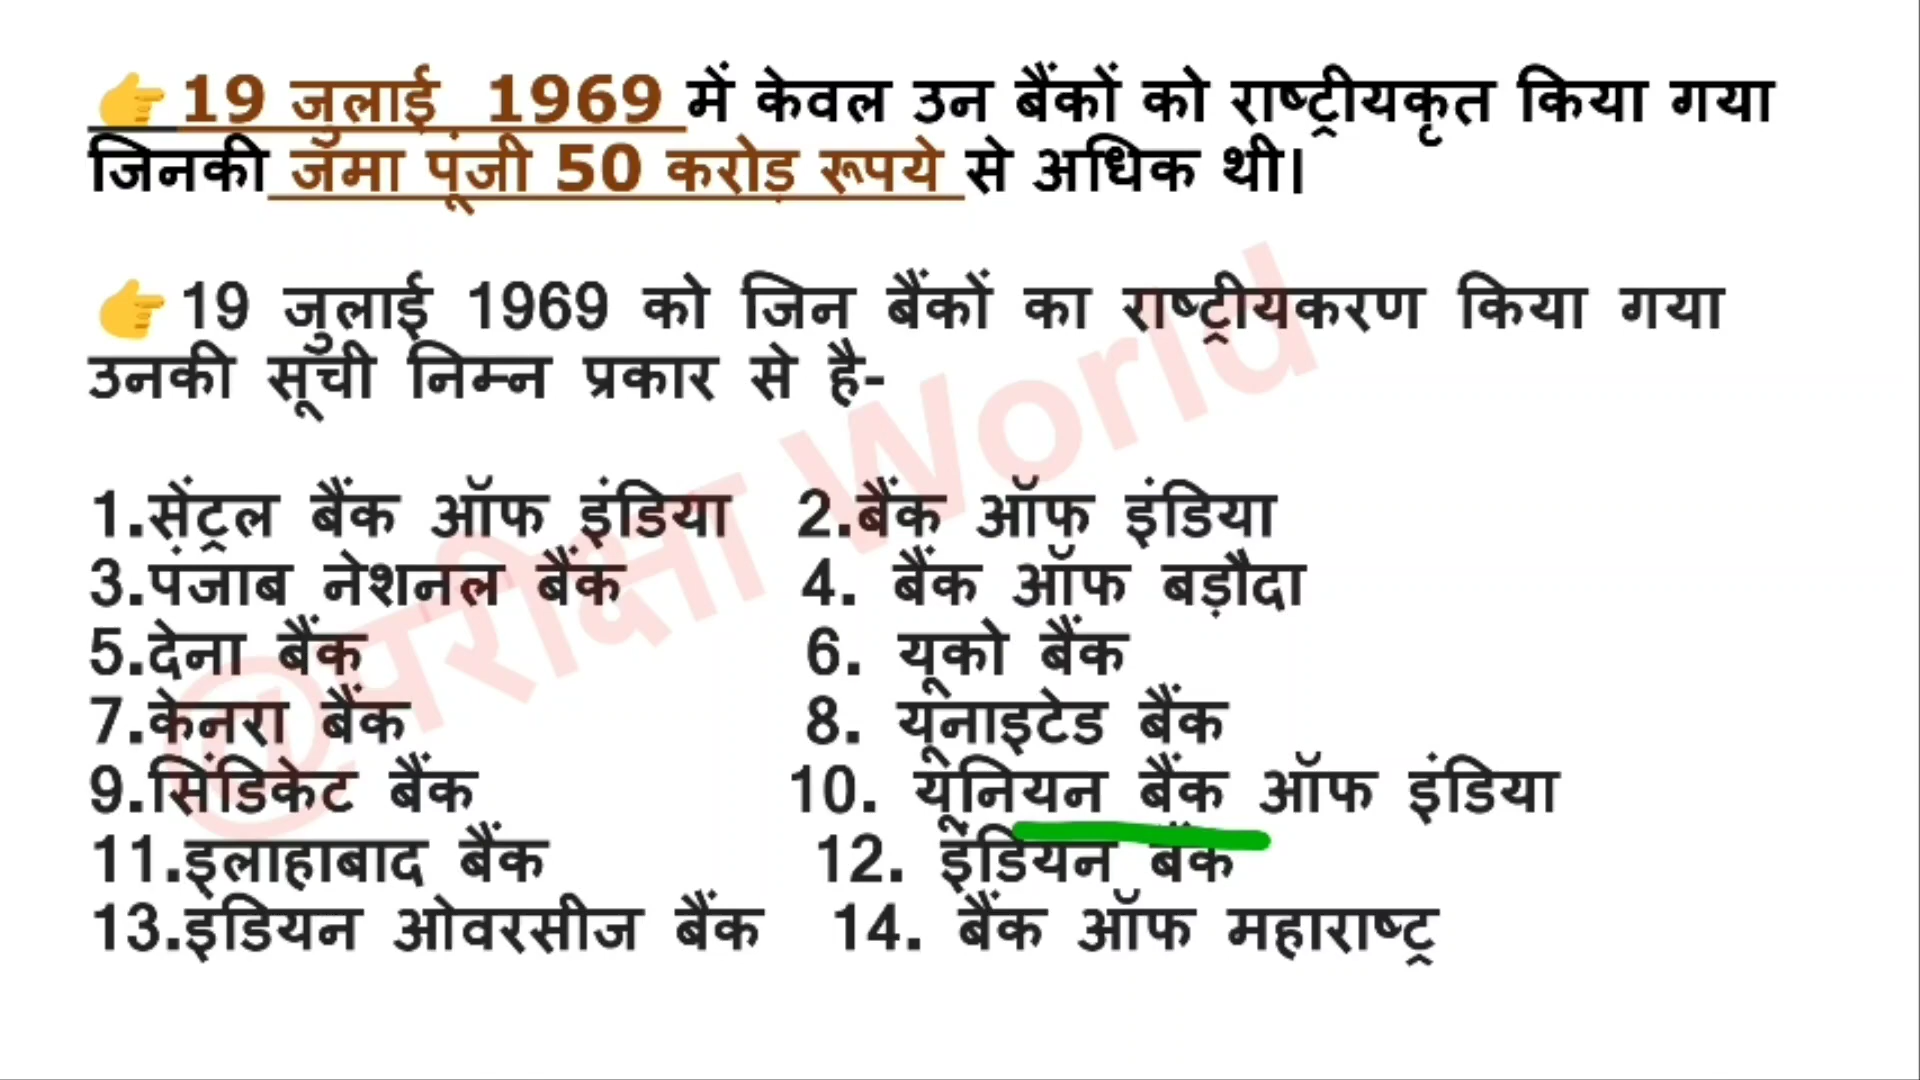 👉19 जुलाई 1969 में केवल उन बैंकों को राष्ट्रीयकृत किया गया
जिनकी जमा पूंजी 50 करोड़ रूपये से अधिक थी।
👉19 जुलाई 1969 को जिन बैंकों का राष्ट्रीयकरण किया गया
उनकी सूची निम्न प्रकार से है-
1.सेंट्रल बैंक ऑफ इंडिया 2.बैंक ऑफ इंडिया
3.पंजाब नेशनल बैंक 4. बैंक ऑफ बड़ौदा
5.देना बैंक 6. यूको बैंक
7.केनरा बैंक 8. यूनाइटेड बैंक
9.सिंडिकेट बैंक 10. यूनियन बैंक ऑफ इंडिया
11.इलाहाबाद बैंक 12. इंडियन बैंक
13.इंडियन ओवरसीज बैंक 14. बैंक ऑफ महाराष्ट्र
@परीक्षा World